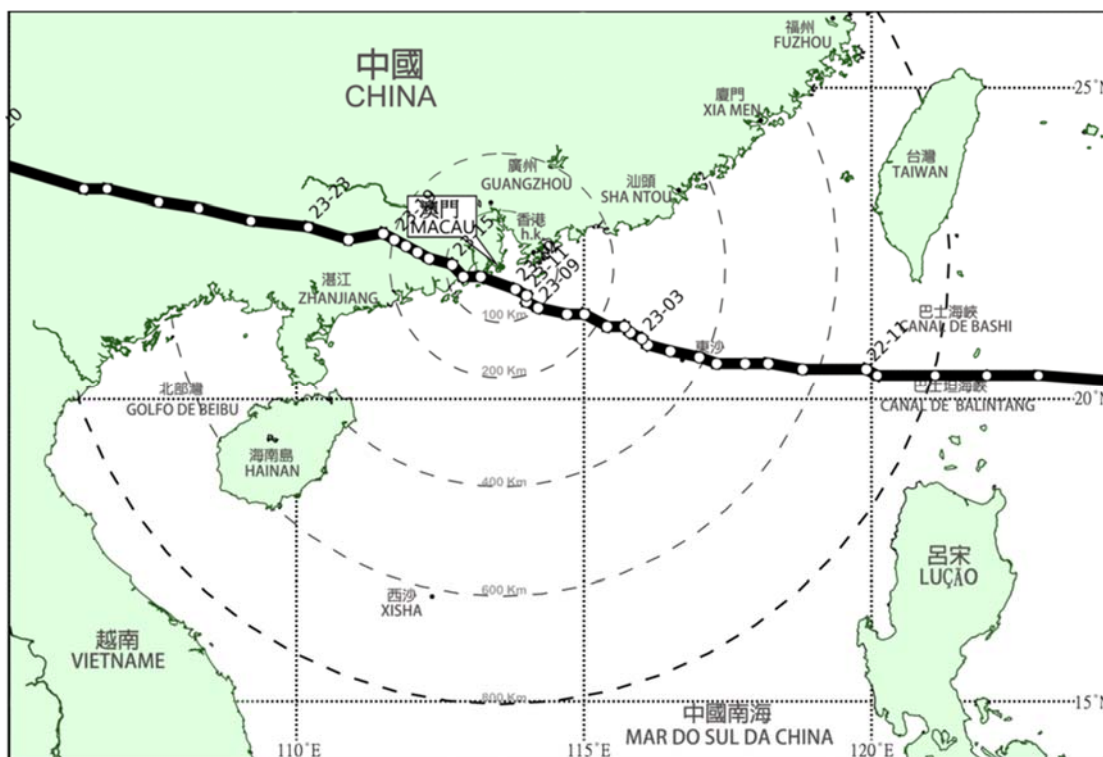 福州
FUZHOU
中國
CHINA
25°N
廈門
XIA MEN
20
台灣
TAIWAN
廣州
GUANGZHOU
汕頭
SHA NTOU
23-23
澳門
MACAU
香港
h.k.
23-15
23-11
23-09
湛江
ZHANJIANG
100 Km
23-03
巴士海峽
CANAL DE BASHI
東沙
22-11
200 Km
北部灣
GOLFO DE BEIBU
巴士坦海峽
CANAL DE BALINTANG
20°N
海南島
HAINAN
400 Km
呂宋
LUÇÃO
600 Km
西沙
XISHA
越南
VIETNAME
800 Km
15°N
中國南海
MAR DO SUL DA CHINA
110°E
115°E
120°E